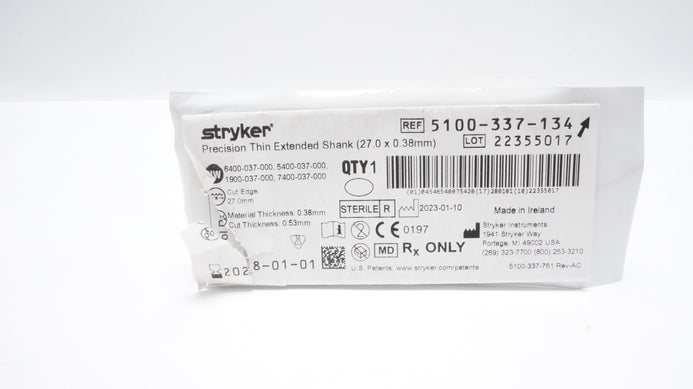 stryker®
REF 5100-337-134
LOT 22355017
Precision Thin Extended Shank (27.0 x 0.38mm)
6400-037-000, 5400-037-000,
1900-037-000, 7400-037-000
QTY 1
(01)04546540075420(17)280101(10)22355017
Cut Edge:
27.0mm
STERILE R
2023-01-10
Made in Ireland
Material Thickness: 0.38mm
Cut Thickness: 0.53mm
CE 0197
Stryker Instruments
1941 Stryker Way
Portage, MI 49002 USA
(269) 323-7700 (800) 253-3210
MD Rx ONLY
2028-01-01
U.S. Patents: www.stryker.com/patents
5100-337-761 Rev-AC